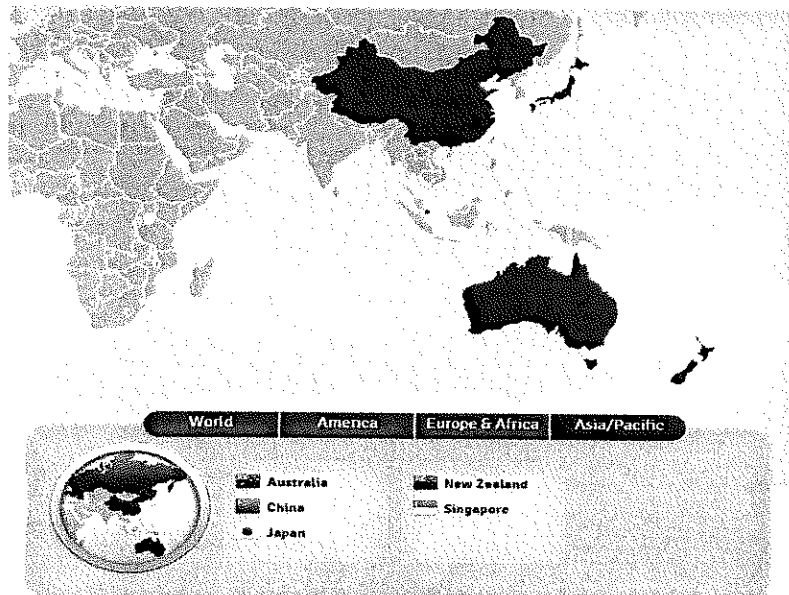 World
America
Europe & Africa
Asia/Pacific
Australia
China
Japan
New Zealand
Singapore